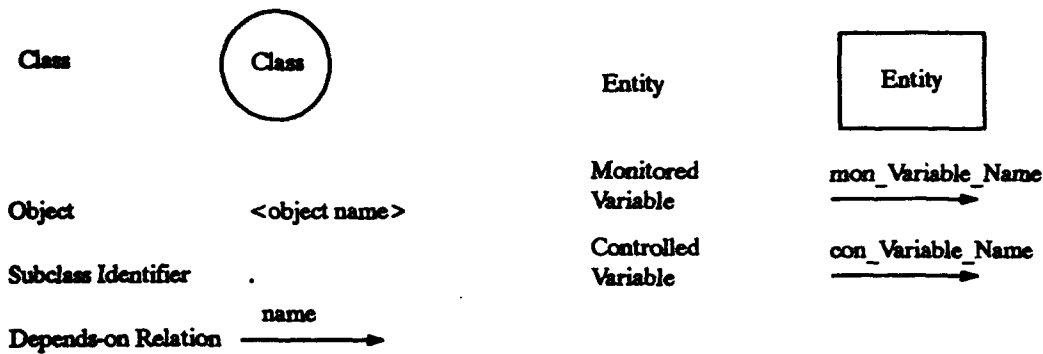 Class
Class
Object
<object name>
Subclass Identifier
.
name
Depends-on Relation
Entity
Entity
Monitored
Variable
mon_Variable_Name
Controlled
Variable
con_Variable_Name